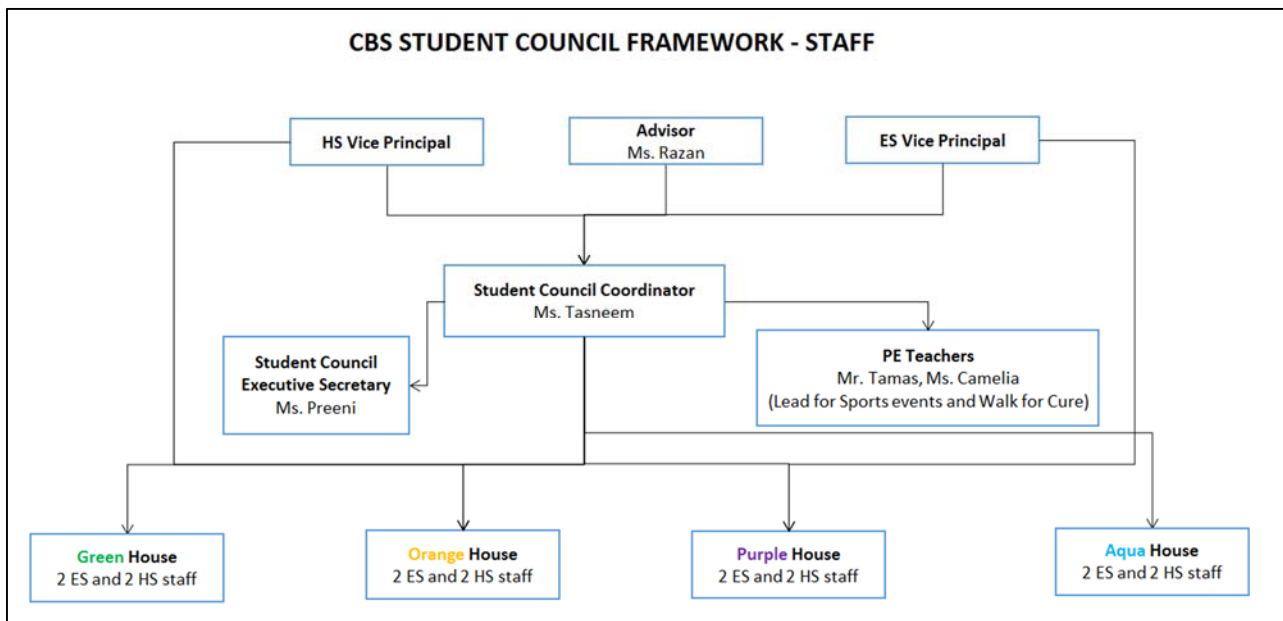 CBS STUDENT COUNCIL FRAMEWORK - STAFF
HS Vice Principal
Advisor
Ms. Razan
ES Vice Principal
Student Council Coordinator
Ms. Tasneem
Student Council
Executive Secretary
Ms. Preeni
PE Teachers
Mr. Tamas, Ms. Camelia
(Lead for Sports events and Walk for Cure)
Green House
2 ES and 2 HS staff
Orange House
2 ES and 2 HS staff
Purple House
2 ES and 2 HS staff
Aqua House
2 ES and 2 HS staff